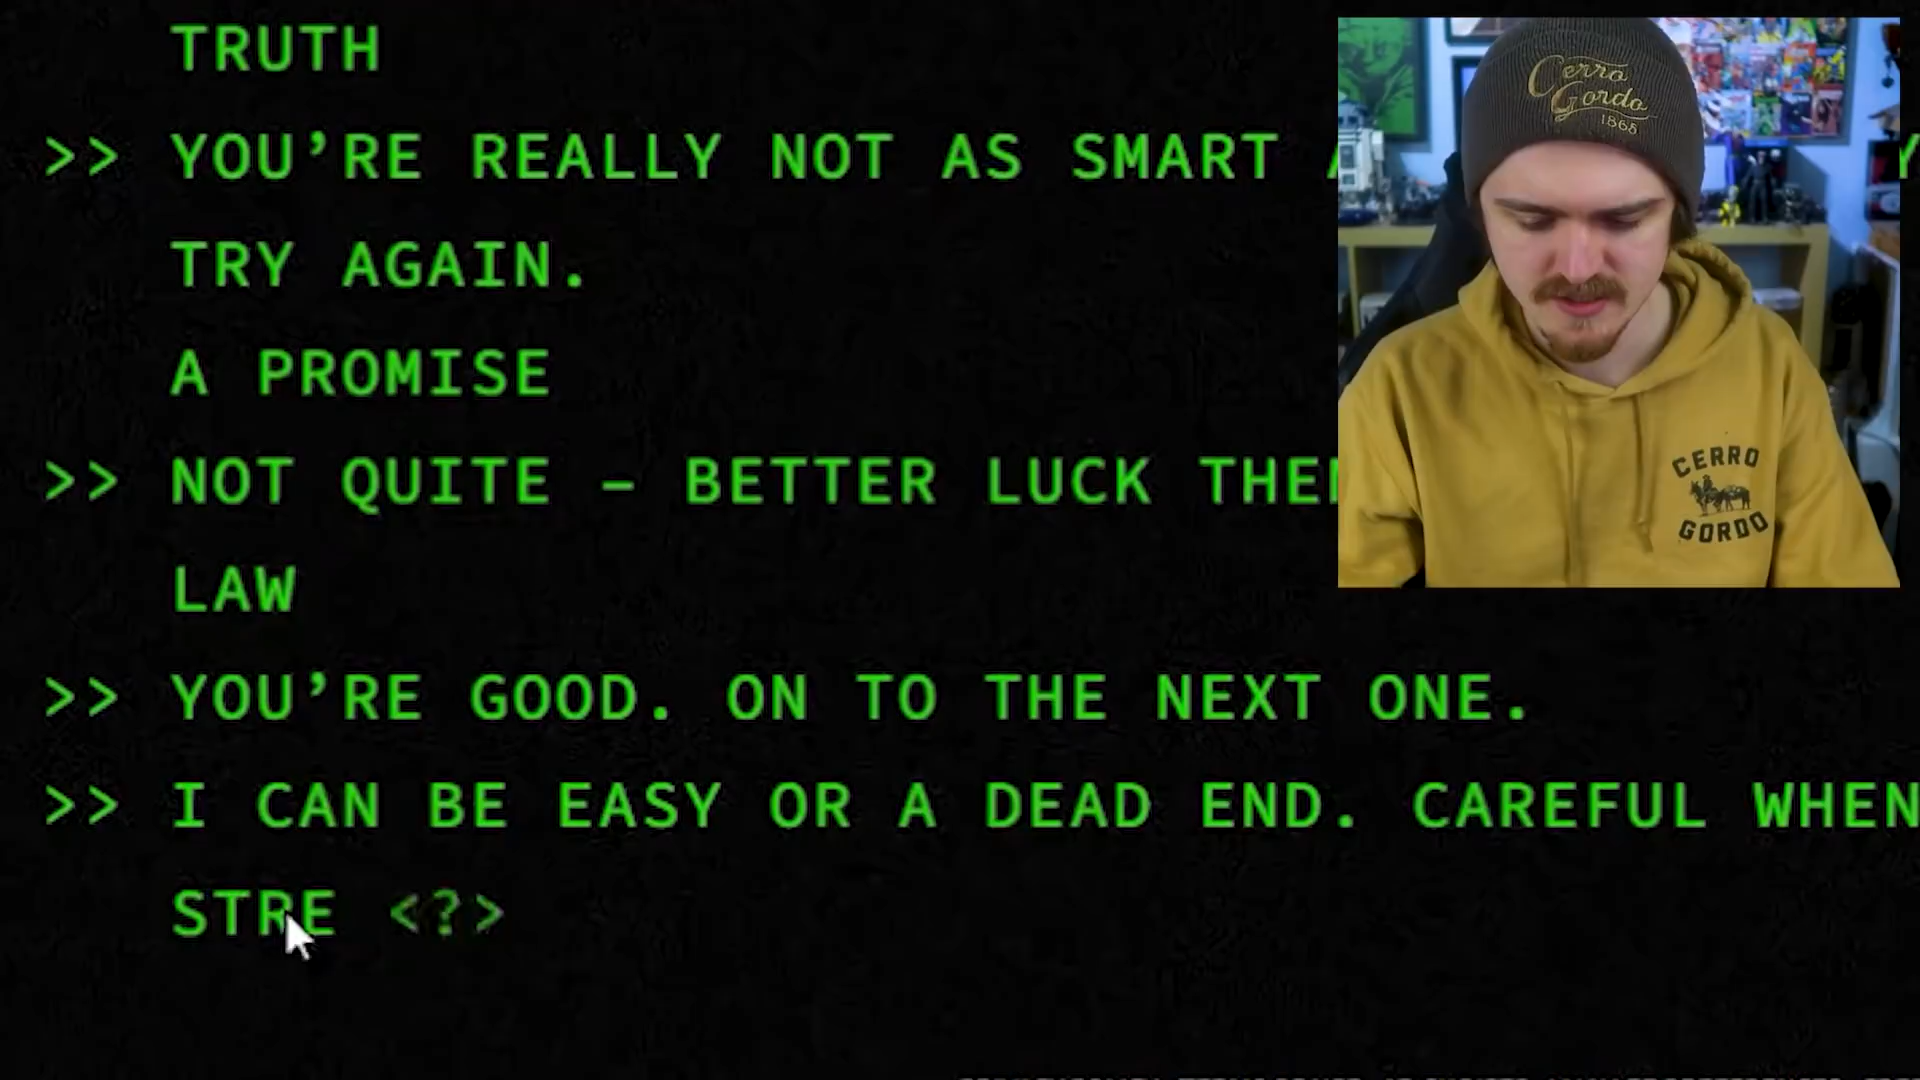 TRUTH
>> YOU’RE REALLY NOT AS SMART
TRY AGAIN.
A PROMISE
>> NOT QUITE – BETTER LUCK
LAW
>> YOU’RE GOOD. ON TO THE NEXT ONE.
>> I CAN BE EASY OR A DEAD END. CAREFUL WHEN
STRE <?>
Cerro
Gordo
1865
CERRO
GORDO